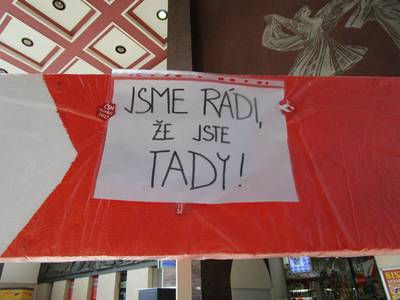 JSME RÁDI,
ŽE JSTE
TADY!